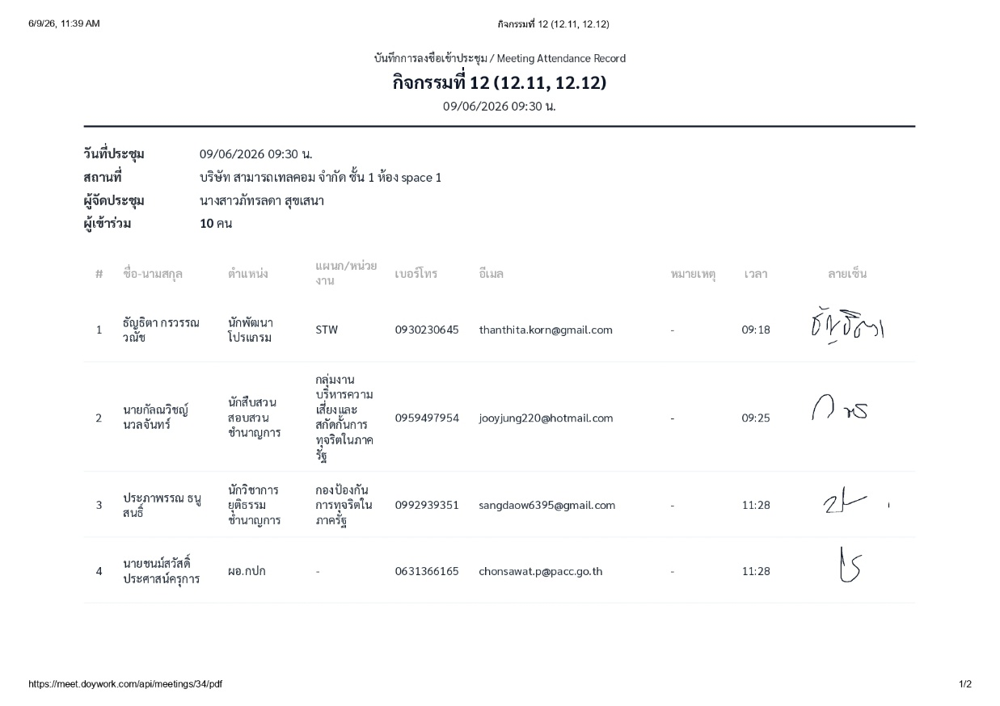 6/9/26, 11:39 AM กิจกรรมที่ 12 (12.11, 12.12)
บันทึกการลงชื่อเข้าประชุม / Meeting Attendance Record
กิจกรรมที่ 12 (12.11, 12.12)
09/06/2026 09:30 น.
วันที่ประชุม 09/06/2026 09:30 น.
สถานที่ บริษัท สามารถเทลคอม จำกัด ชั้น 1 ห้อง space 1
ผู้จัดประชุม นางสาวภัทรลดา สุขเสนา
ผู้เข้าร่วม 10 คน
# ชื่อ-นามสกุล ตำแหน่ง แผนก/หน่วย
งาน เบอร์โทร อีเมล หมายเหตุ เวลา ลายเซ็น
1 ธัญธิตา กรวรรณ
วณัช นักพัฒนา
โปรแกรม STW 0930230645 thanthita.korn@gmail.com - 09:18 ธัญธิตา
2 นายกัลณวิชญ์
นวลจันทร์ นักสืบสวน
สอบสวน
ชำนาญการ กลุ่มงาน
บริหารความ
เสี่ยงและ
สกัดกั้นการ
ทุจริตในภาค
รัฐ 0959497954 jooyjung220@hotmail.com - 09:25
3 ประภาพรรณ ธนู
สนธิ์ นักวิชาการ
ยุติธรรม
ชำนาญการ กองป้องกัน
การทุจริตใน
ภาครัฐ 0992939351 sangdaow6395@gmail.com - 11:28
4 นายชนม์สวัสดิ์
ประศาสน์ครุการ ผอ.กปก - 0631366165 chonsawat.p@pacc.go.th - 11:28
https://meet.doywork.com/api/meetings/34/pdf 1/2